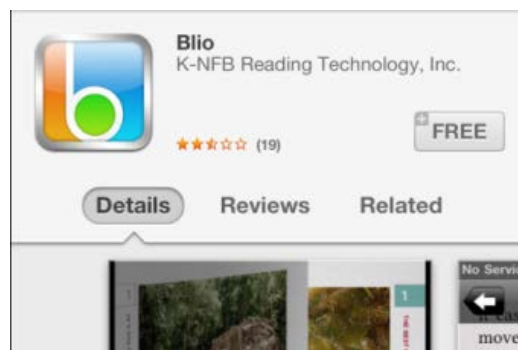 Blio
K-NFB Reading Technology, Inc.
b
(19)
FREE
Details
Reviews
Related
1
No Servi
move